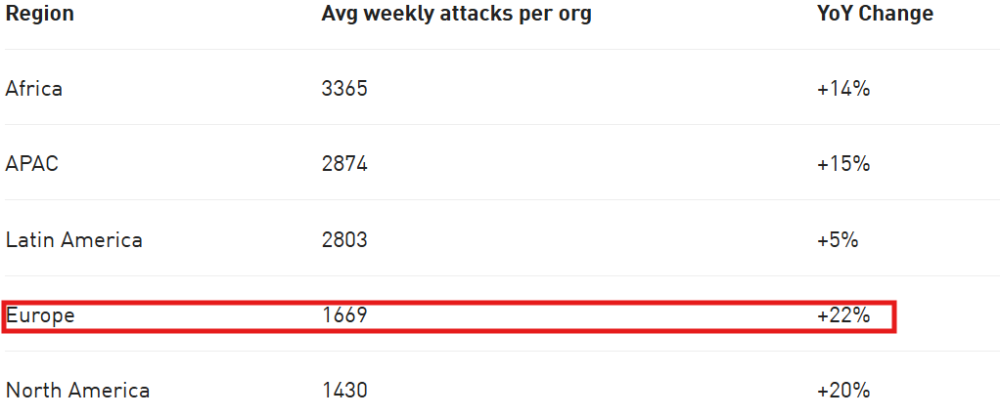 Region Avg weekly attacks per org YoY Change
Africa 3365 +14%
APAC 2874 +15%
Latin America 2803 +5%
Europe 1669 +22%
North America 1430 +20%